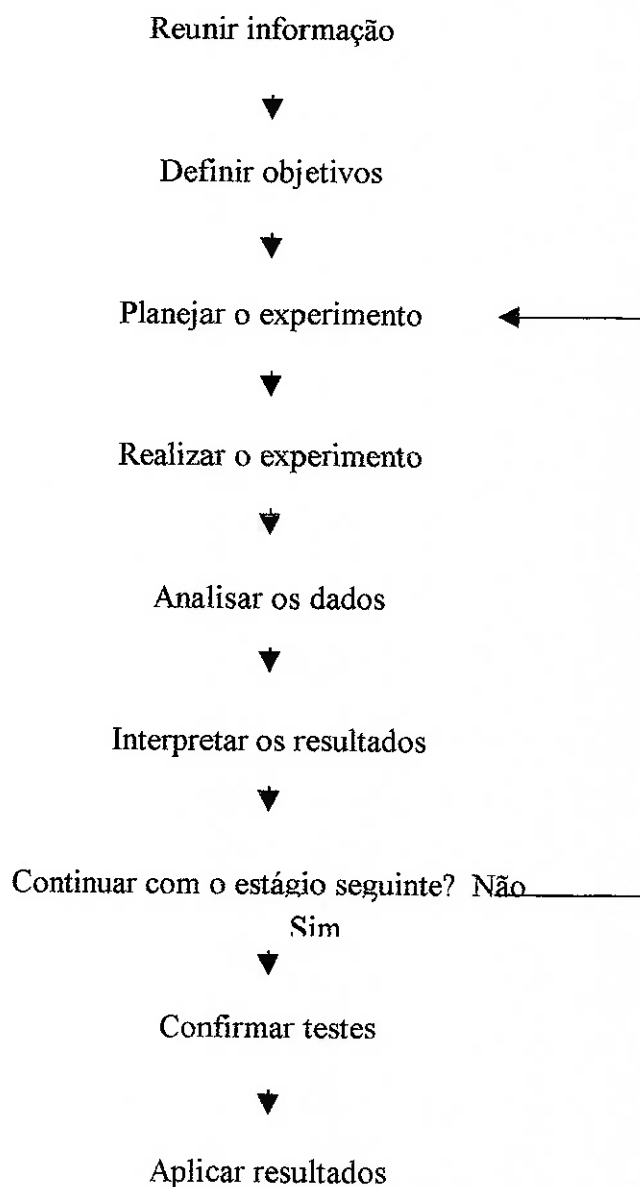 Reunir informação
Definir objetivos
Planejar o experimento
Realizar o experimento
Analisar os dados
Interpretar os resultados
Continuar com o estágio seguinte? Não
Sim
Confirmar testes
Aplicar resultados